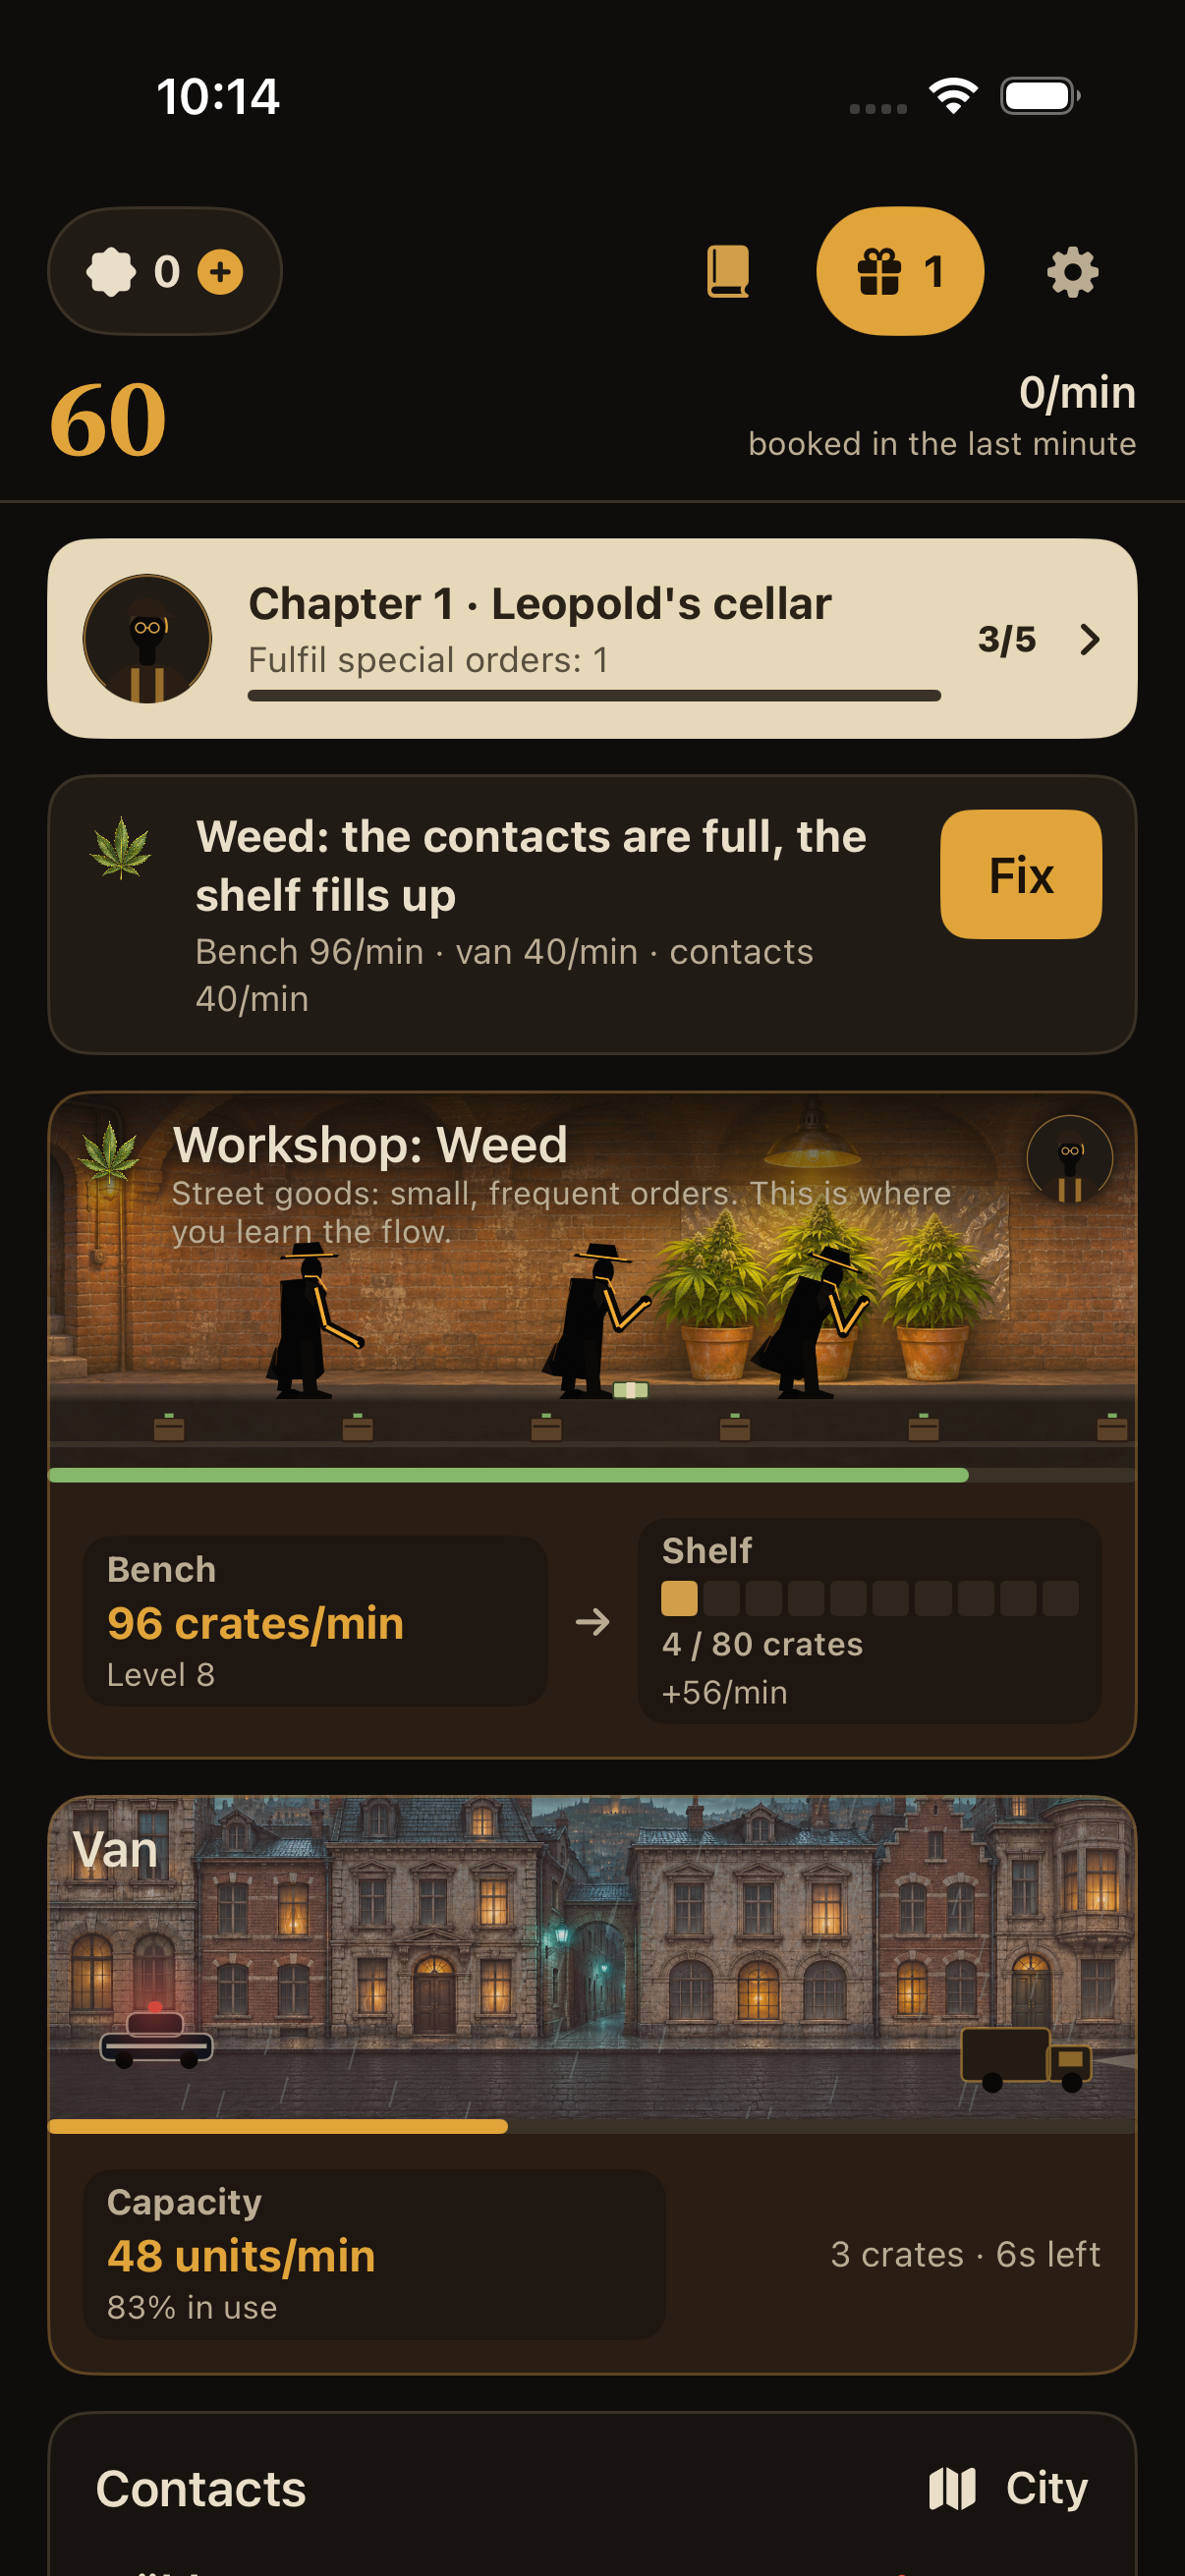 10:14
0
1
60
0/min
booked in the last minute
Chapter 1 · Leopold's cellar
Fulfil special orders: 1
3/5
Weed: the contacts are full, the
shelf fills up
Bench 96/min · van 40/min · contacts
40/min
Fix
Workshop: Weed
Street goods: small, frequent orders. This is where
you learn the flow.
Bench
96 crates/min
Level 8
Shelf
4 / 80 crates
+56/min
Van
Capacity
48 units/min
83% in use
3 crates · 6s left
Contacts
City